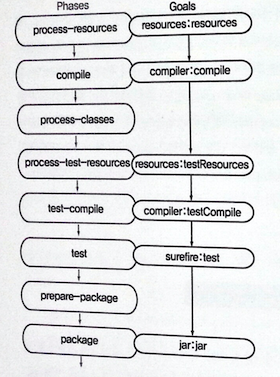 Phases Goals
process-resources resources:resources
compile compiler:compile
process-classes
process-test-resources resources:testResources
test-compile compiler:testCompile
test surefire:test
prepare-package
package jar:jar